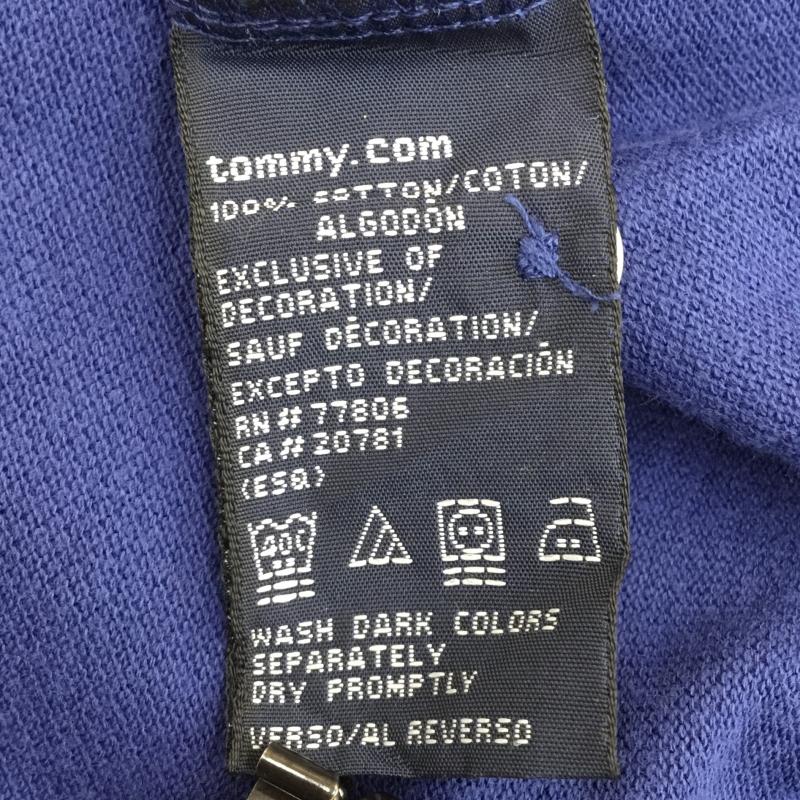 tommy.com
100% COTTON/COTON/
ALGODÓN
EXCLUSIVE OF
DECORATION/
SAUF DÉCORATION/
EXCEPTO DECORACIÓN
RN # 77806
CA # 20781
(ESQ)
40C
WASH DARK COLORS
SEPARATELY
DRY PROMPTLY
VERSO/AL REVERSO